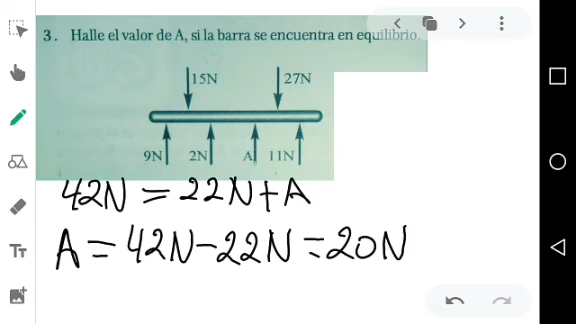 3. Halle el valor de A, si la barra se encuentra en equilibrio.
15N 27N
9N 2N A 11N
42N = 22N + A
A = 42N - 22N = 20N
Tт